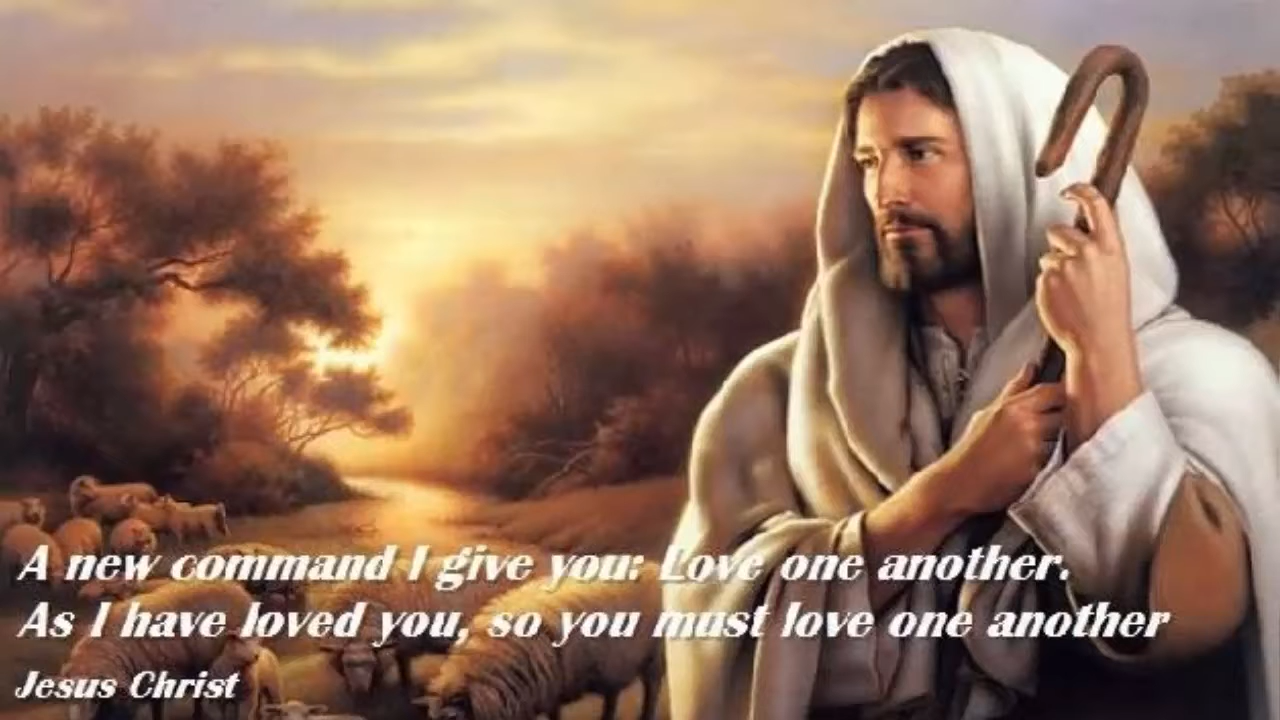 A new command I give you: Love one another.
As I have loved you, so you must love one another
Jesus Christ